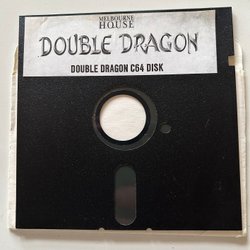 MELBOURNE
HOUSE
DOUBLE DRAGON
DOUBLE DRAGON C64 DISK